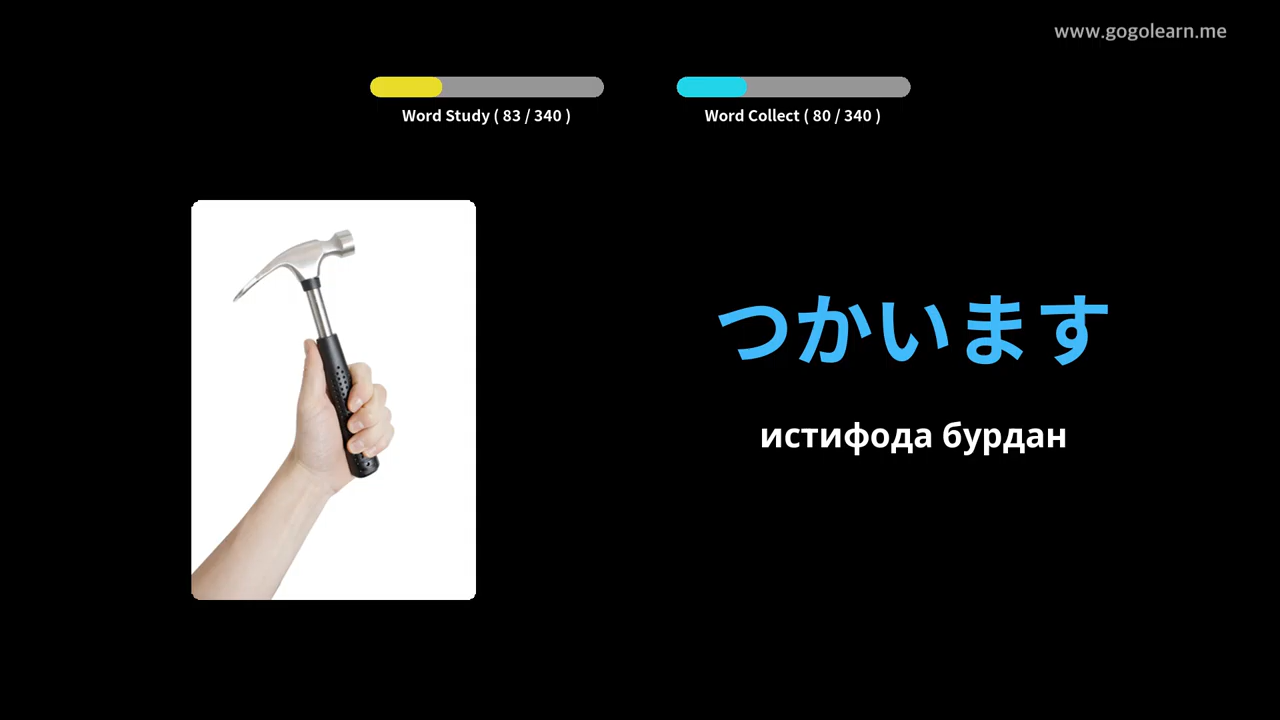 www.gogolearn.me
Word Study ( 83 / 340 )
Word Collect ( 80 / 340 )
つかいます
истифода бурдан